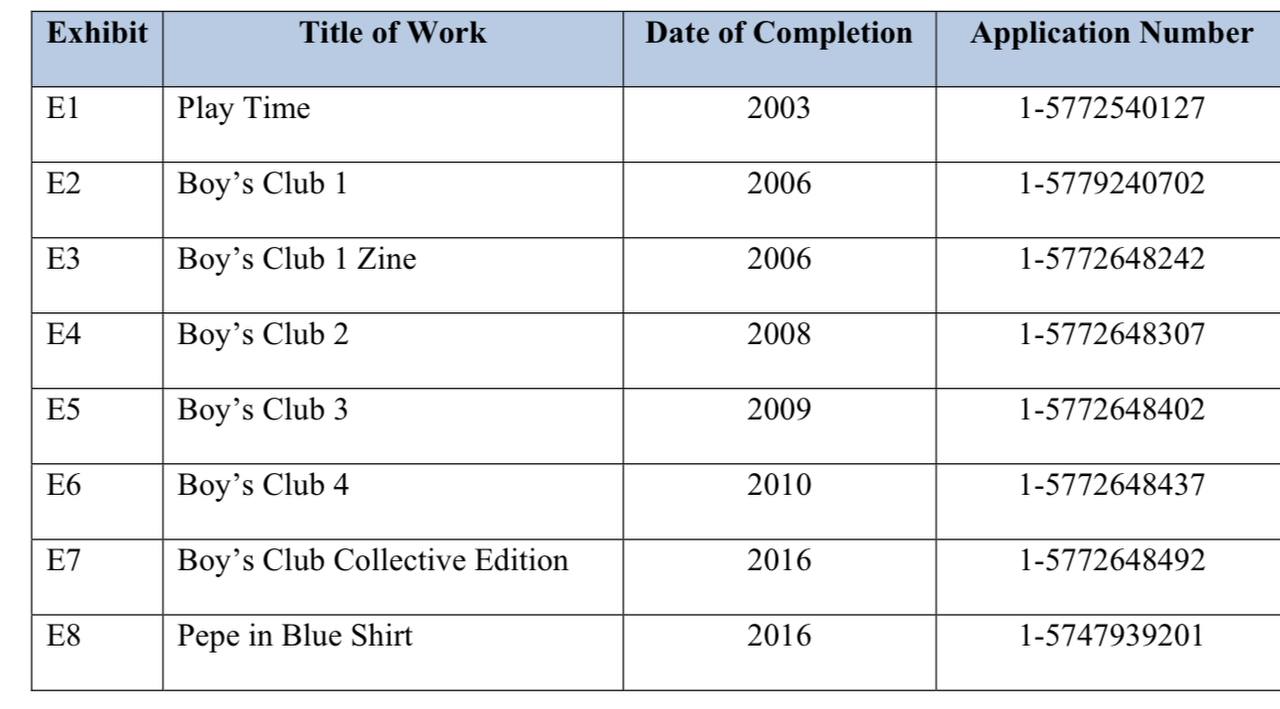 Exhibit Title of Work Date of Completion Application Number
E1 Play Time 2003 1-5772540127
E2 Boy’s Club 1 2006 1-5779240702
E3 Boy’s Club 1 Zine 2006 1-5772648242
E4 Boy’s Club 2 2008 1-5772648307
E5 Boy’s Club 3 2009 1-5772648402
E6 Boy’s Club 4 2010 1-5772648437
E7 Boy’s Club Collective Edition 2016 1-5772648492
E8 Pepe in Blue Shirt 2016 1-5747939201